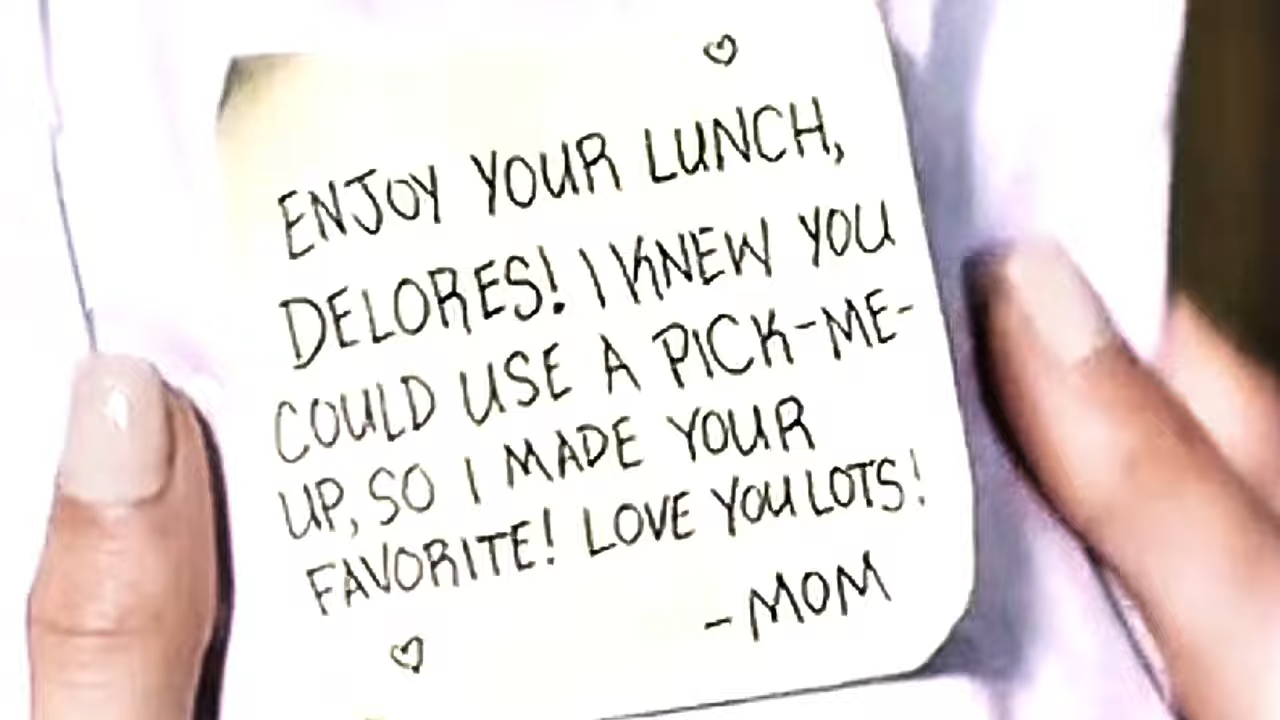 ENJOY YOUR LUNCH,
DELORES! I KNEW YOU
COULD USE A PICK-ME-
UP, SO I MADE YOUR
FAVORITE! LOVE YOU LOTS!
-MOM